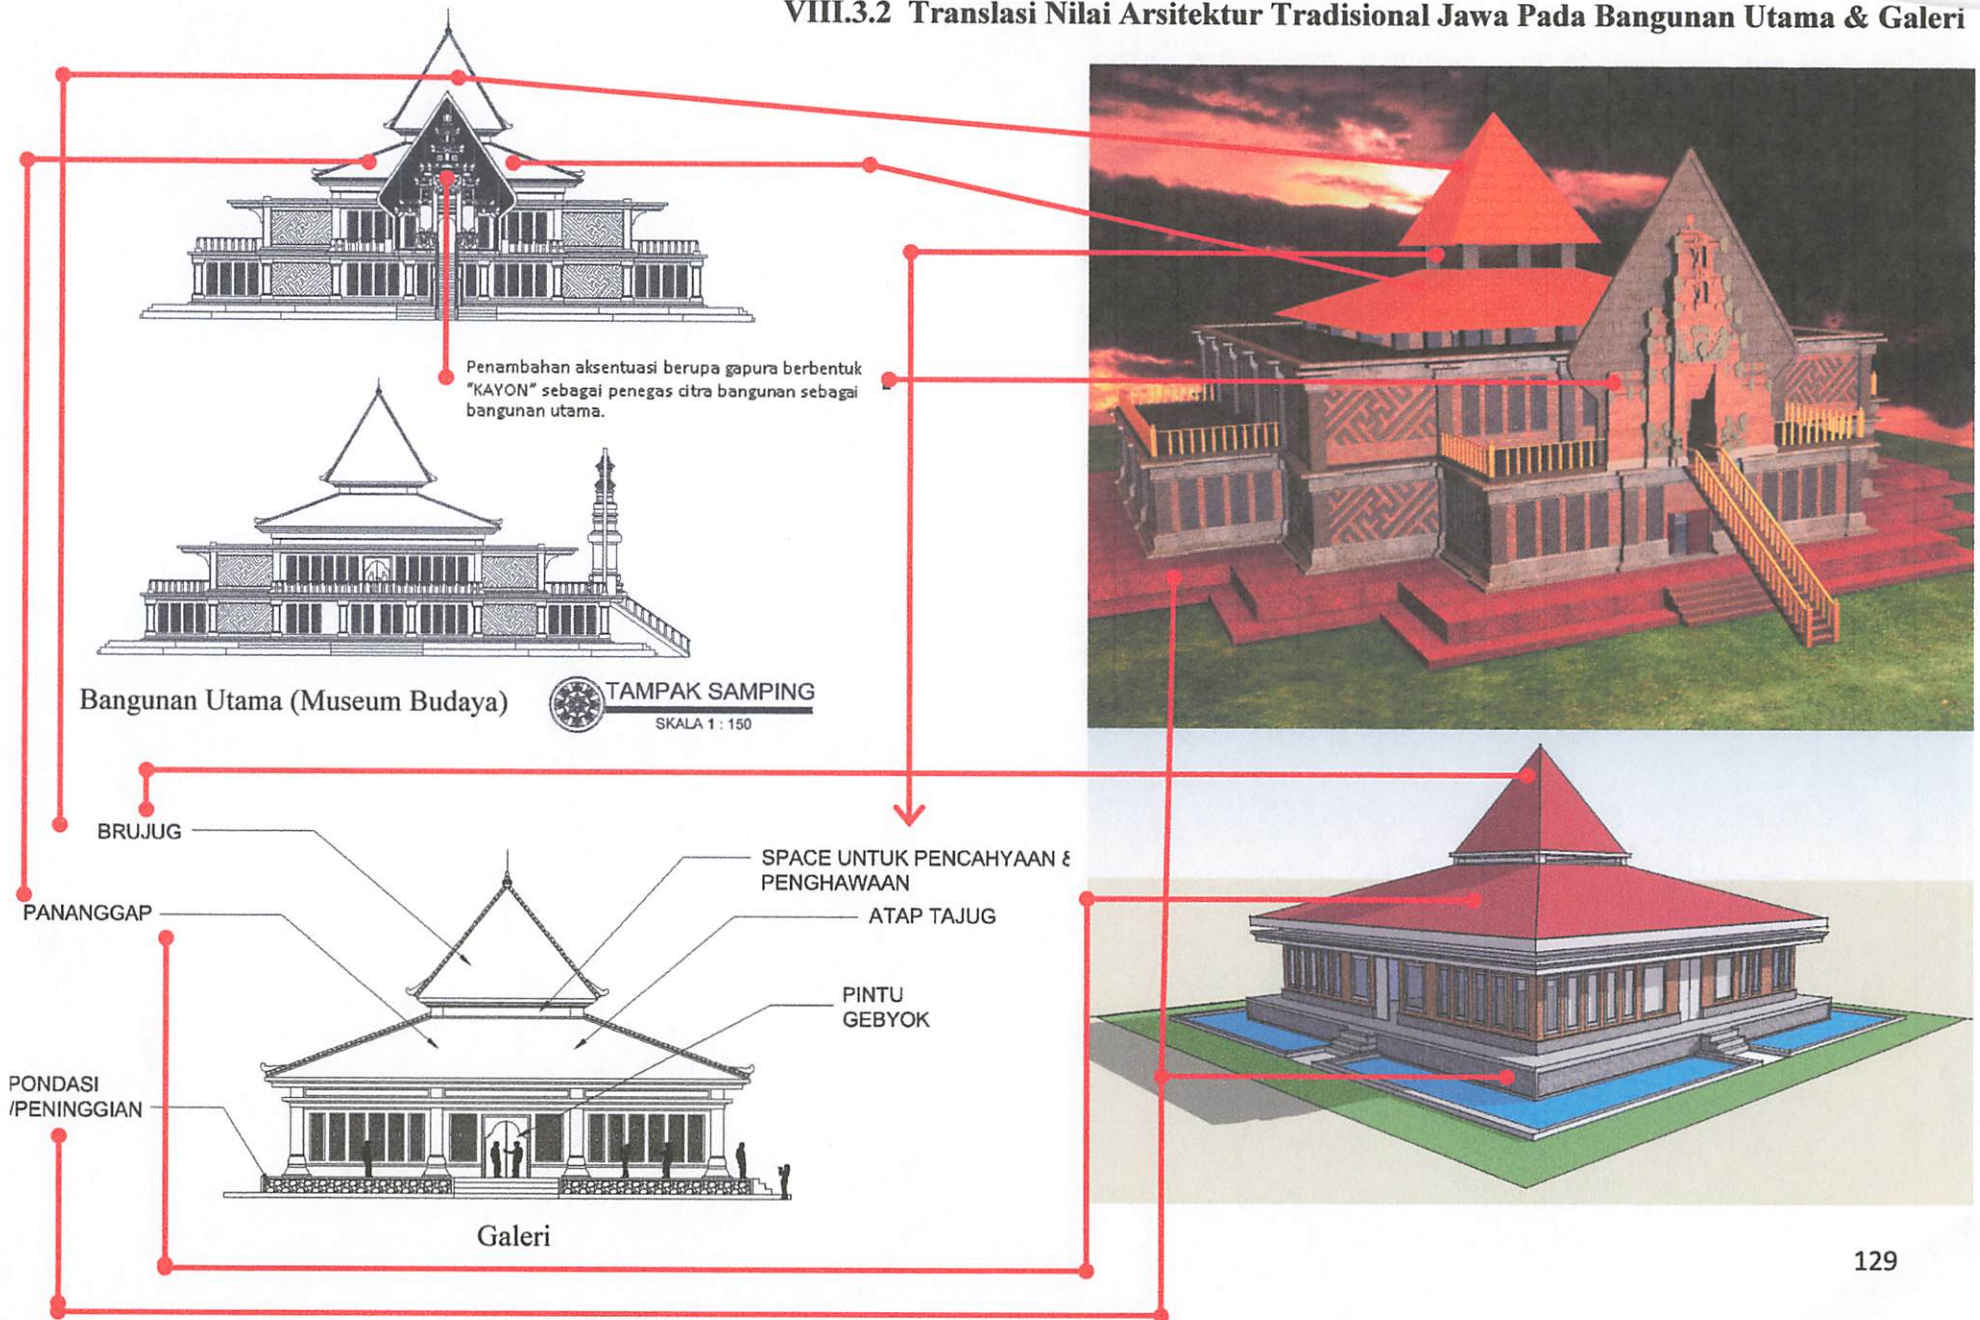 VIII.3.2 Translasi Nilai Arsitektur Tradisional Jawa Pada Bangunan Utama & Galeri
Penambahan aksentuasi berupa gapura berbentuk
"KAYON" sebagai penegas citra bangunan sebagai
bangunan utama.
Bangunan Utama (Museum Budaya)
TAMPAK SAMPING
SKALA 1 : 150
BRUJUG
SPACE UNTUK PENCAHYAAN &
PENGHAWAAN
PANANGGAP
ATAP TAJUG
PINTU
GEBYOK
PONDASI
/PENINGGIAN
Galeri
129